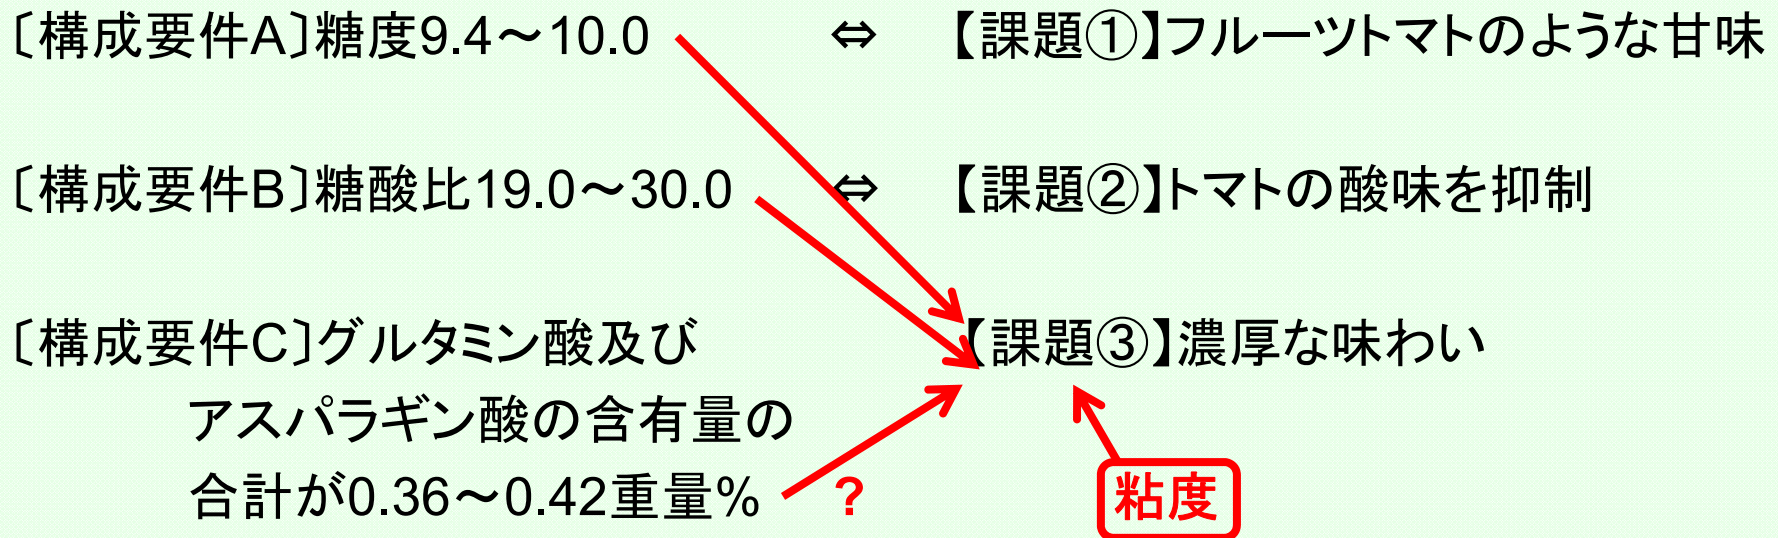 〔構成要件A〕糖度9.4～10.0 ⇔ 【課題①】フルーツトマトのような甘味
〔構成要件B〕糖酸比19.0～30.0 ⇔ 【課題②】トマトの酸味を抑制
〔構成要件C〕グルタミン酸及び 【課題③】濃厚な味わい
アスパラギン酸の含有量の
合計が0.36～0.42重量% ? 粘度